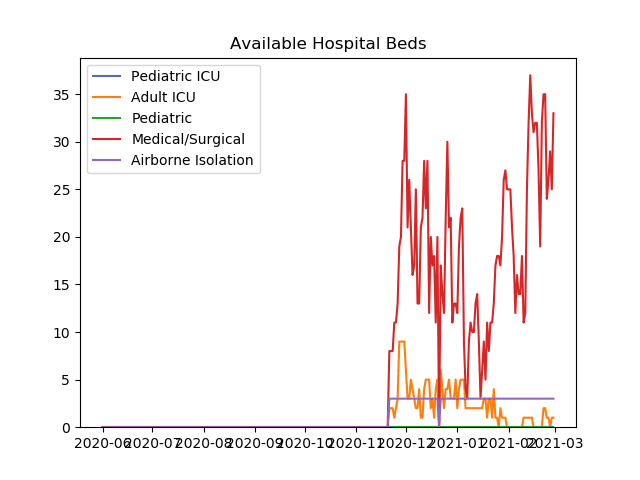 Available Hospital Beds
Pediatric ICU
Adult ICU
Pediatric
Medical/Surgical
Airborne Isolation
35
30
25
20
15
10
5
0
2020-06 2020-07 2020-08 2020-09 2020-10 2020-11 2020-12 2021-01 2021-02 2021-03